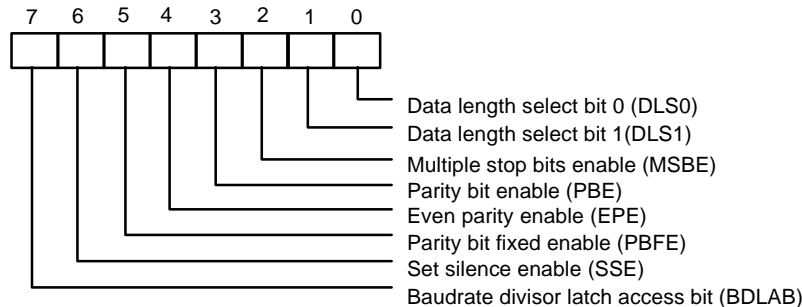 7 6 5 4 3 2 1 0
Data length select bit 0 (DLS0)
Data length select bit 1(DLS1)
Multiple stop bits enable (MSBE)
Parity bit enable (PBE)
Even parity enable (EPE)
Parity bit fixed enable (PBFE)
Set silence enable (SSE)
Baudrate divisor latch access bit (BDLAB)